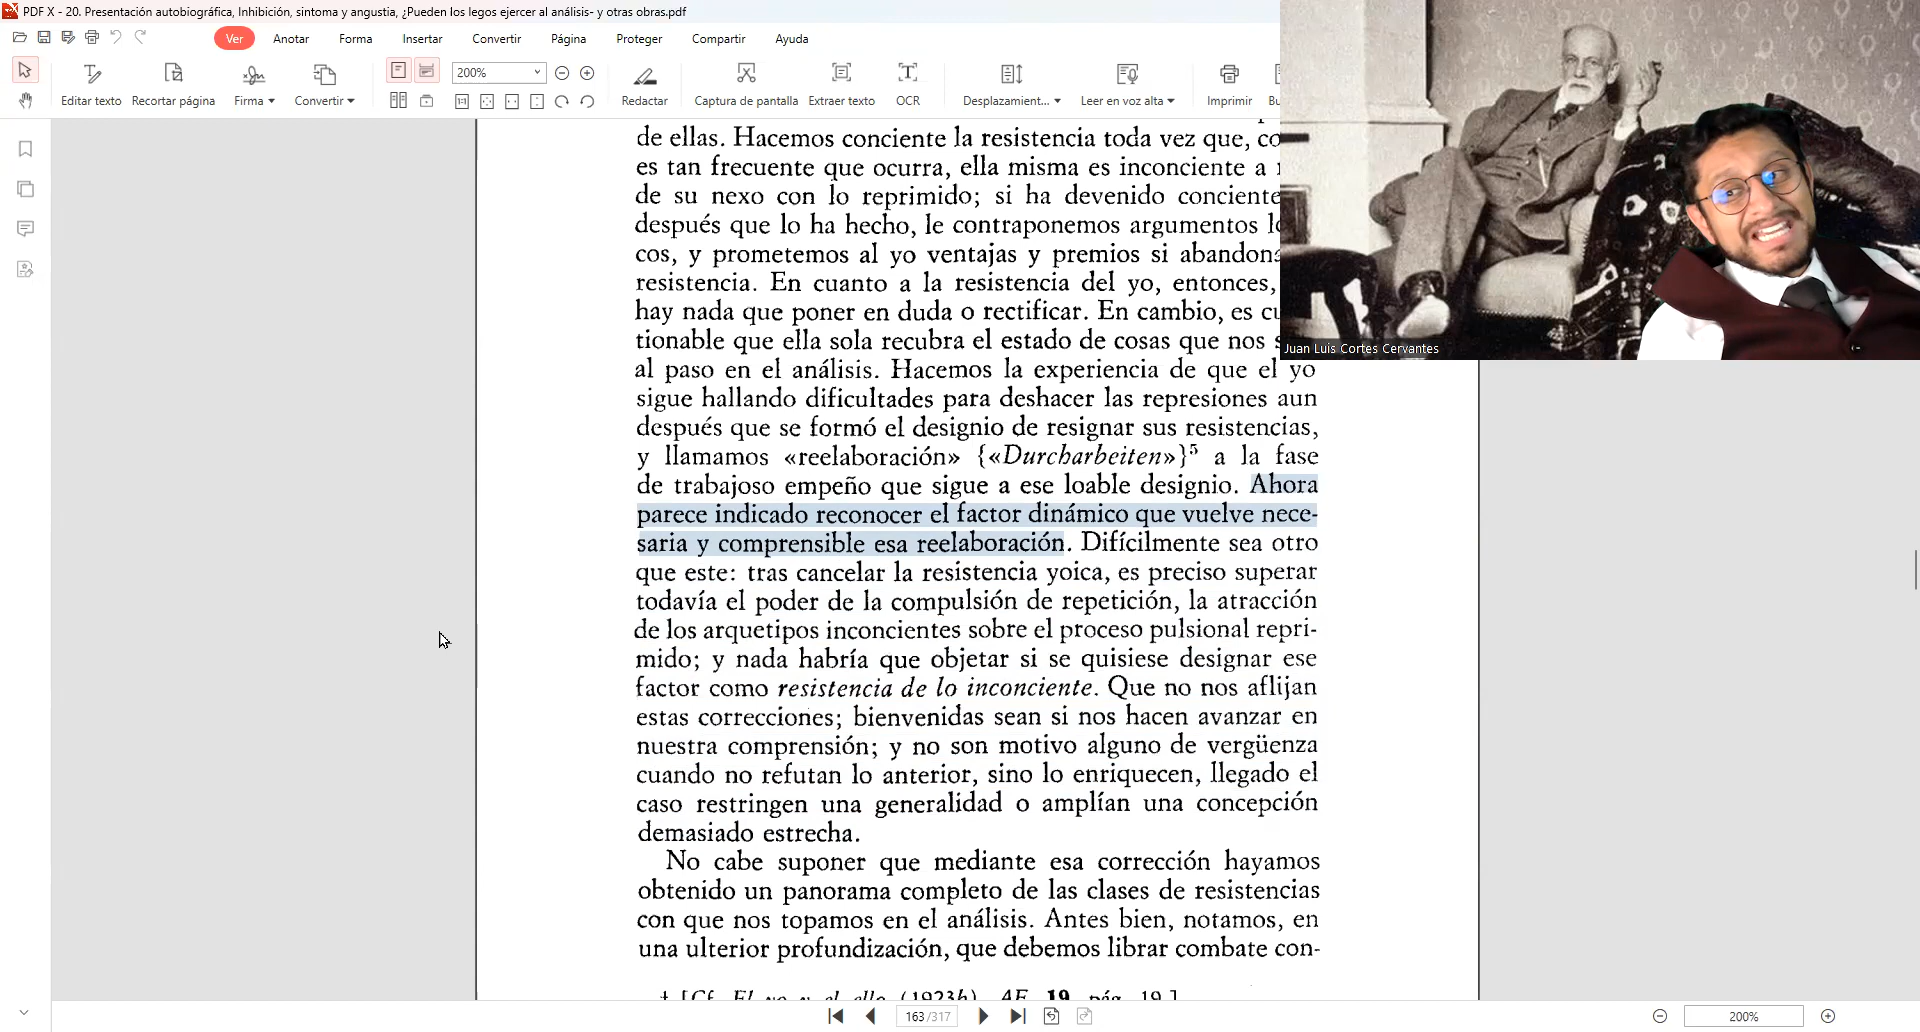 PDF X - 20. Presentación autobiográfica, Inhibición, sintoma y angustia, ¿Pueden los legos ejercer al análisis- y otras obras.pdf
Ver Anotar Forma Insertar Convertir Página Proteger Compartir Ayuda
200%
Editar texto Recortar página Firma Convertir Redactar Captura de pantalla Extraer texto OCR Desplazamient... Leer en voz alta Imprimir Bu
de ellas. Hacemos conciente la resistencia toda vez que, co
es tan frecuente que ocurra, ella misma es inconciente a
de su nexo con lo reprimido; si ha devenido conciente
después que lo ha hecho, le contraponemos argumentos l
cos, y prometemos al yo ventajas y premios si abandon
resistencia. En cuanto a la resistencia del yo, entonces,
hay nada que poner en duda o rectificar. En cambio, es cu
tionable que ella sola recubra el estado de cosas que nos s
al paso en el análisis. Hacemos la experiencia de que el yo
sigue hallando dificultades para deshacer las represiones aun
después que se formó el designio de resignar sus resistencias,
y llamamos «reelaboración» {«Durcharbeiten»}⁵ a la fase
de trabajoso empeño que sigue a ese loable designio. Ahora
parece indicado reconocer el factor dinámico que vuelve nece-
saria y comprensible esa reelaboración. Difícilmente sea otro
que este: tras cancelar la resistencia yoica, es preciso superar
todavía el poder de la compulsión de repetición, la atracción
de los arquetipos inconcientes sobre el proceso pulsional repri-
mido; y nada habría que objetar si se quisiese designar ese
factor como resistencia de lo inconciente. Que no nos aflijan
estas correcciones; bienvenidas sean si nos hacen avanzar en
nuestra comprensión; y no son motivo alguno de vergüenza
cuando no refutan lo anterior, sino lo enriquecen, llegado el
caso restringen una generalidad o amplían una concepción
demasiado estrecha.
No cabe suponer que mediante esa corrección hayamos
obtenido un panorama completo de las clases de resistencias
con que nos topamos en el análisis. Antes bien, notamos, en
una ulterior profundización, que debemos librar combate con-
[Cf. El yo y el ello (1923b), AE, 19, pág. 19.]
Juan Luis Cortes Cervantes
163/317
200%